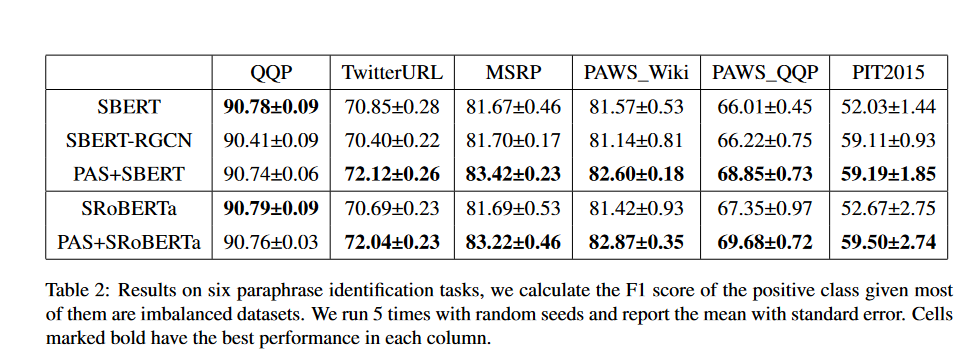 QQP TwitterURL MSRP PAWS_Wiki PAWS_QQP PIT2015
SBERT 90.78±0.09 70.85±0.28 81.67±0.46 81.57±0.53 66.01±0.45 52.03±1.44
SBERT-RGCN 90.41±0.09 70.40±0.22 81.70±0.17 81.14±0.81 66.22±0.75 59.11±0.93
PAS+SBERT 90.74±0.06 72.12±0.26 83.42±0.23 82.60±0.18 68.85±0.73 59.19±1.85
SRoBERTa 90.79±0.09 70.69±0.23 81.69±0.53 81.42±0.93 67.35±0.97 52.67±2.75
PAS+SRoBERTa 90.76±0.03 72.04±0.23 83.22±0.46 82.87±0.35 69.68±0.72 59.50±2.74
Table 2: Results on six paraphrase identification tasks, we calculate the F1 score of the positive class given most
of them are imbalanced datasets. We run 5 times with random seeds and report the mean with standard error. Cells
marked bold have the best performance in each column.